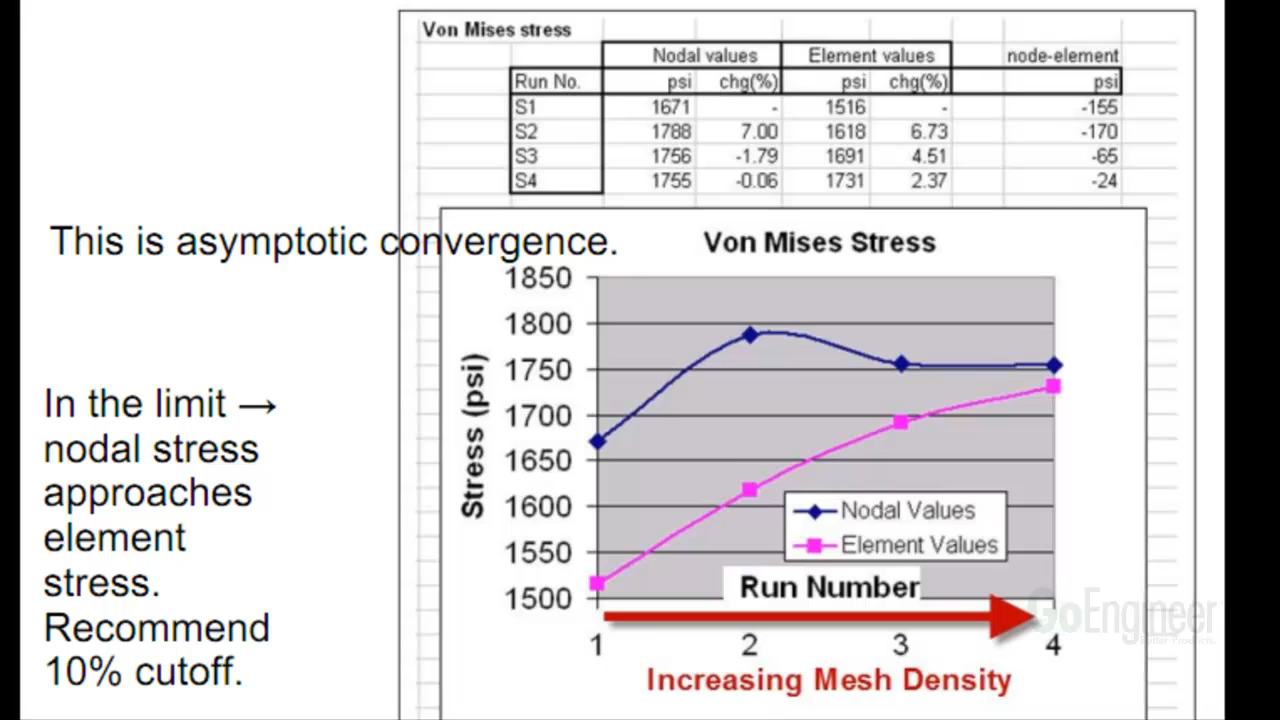 Von Mises stress
Nodal values Element values node-element
Run No. psi chg(%) psi chg(%) psi
S1 1671 - 1516 - -155
S2 1788 7.00 1618 6.73 -170
S3 1756 -1.79 1691 4.51 -65
S4 1755 -0.06 1731 2.37 -24
This is asymptotic convergence.
Von Mises Stress
1850
1800
1750
1700
1650
1600
1550
1500
Stress (psi)
Nodal Values
Element Values
Run Number
1 2 3 4
Increasing Mesh Density
In the limit →
nodal stress
approaches
element
stress.
Recommend
10% cutoff.
GoEngineer